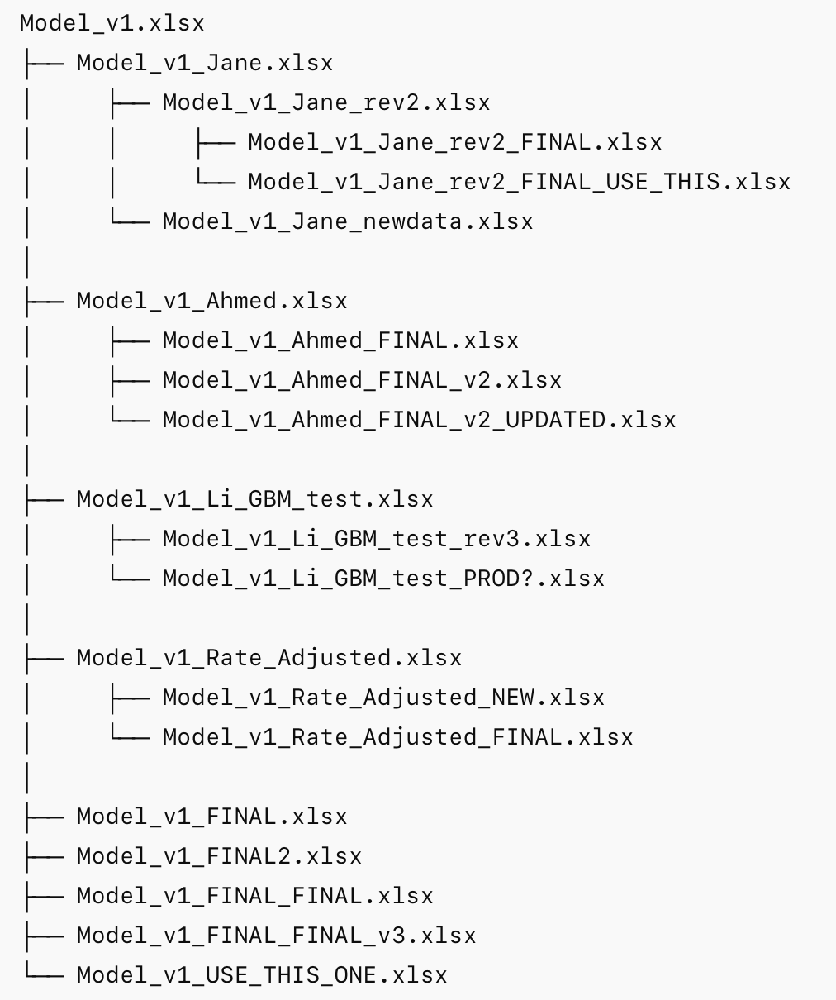 Model_v1.xlsx
├── Model_v1_Jane.xlsx
│     ├── Model_v1_Jane_rev2.xlsx
│     │     ├── Model_v1_Jane_rev2_FINAL.xlsx
│     │     └── Model_v1_Jane_rev2_FINAL_USE_THIS.xlsx
│     └── Model_v1_Jane_newdata.xlsx
│
├── Model_v1_Ahmed.xlsx
│     ├── Model_v1_Ahmed_FINAL.xlsx
│     ├── Model_v1_Ahmed_FINAL_v2.xlsx
│     └── Model_v1_Ahmed_FINAL_v2_UPDATED.xlsx
│
├── Model_v1_Li_GBM_test.xlsx
│     ├── Model_v1_Li_GBM_test_rev3.xlsx
│     └── Model_v1_Li_GBM_test_PROD?.xlsx
│
├── Model_v1_Rate_Adjusted.xlsx
│     ├── Model_v1_Rate_Adjusted_NEW.xlsx
│     └── Model_v1_Rate_Adjusted_FINAL.xlsx
│
├── Model_v1_FINAL.xlsx
├── Model_v1_FINAL2.xlsx
├── Model_v1_FINAL_FINAL.xlsx
├── Model_v1_FINAL_FINAL_v3.xlsx
└── Model_v1_USE_THIS_ONE.xlsx